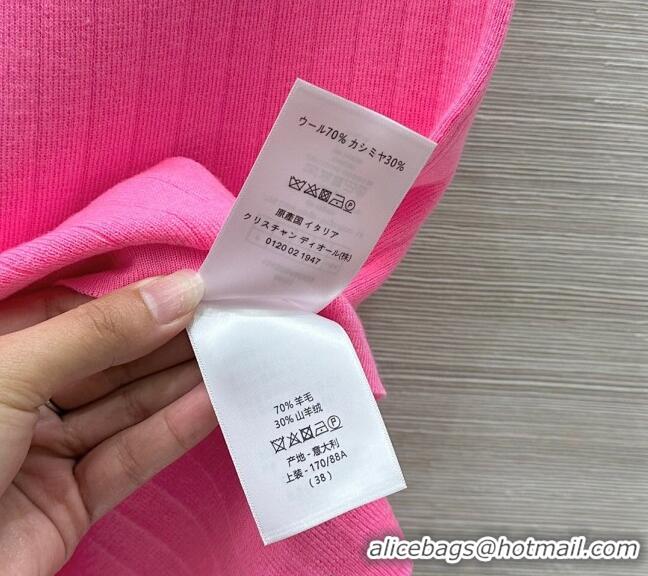 ウール70% カシミヤ30%
原產国 イタリア
クリスチャン ディオール(株)
0120 02 1947
70% 羊毛
30% 山羊绒
产地 - 意大利
上装 - 170/88A
( 38 )
alicebags@hotmail.com